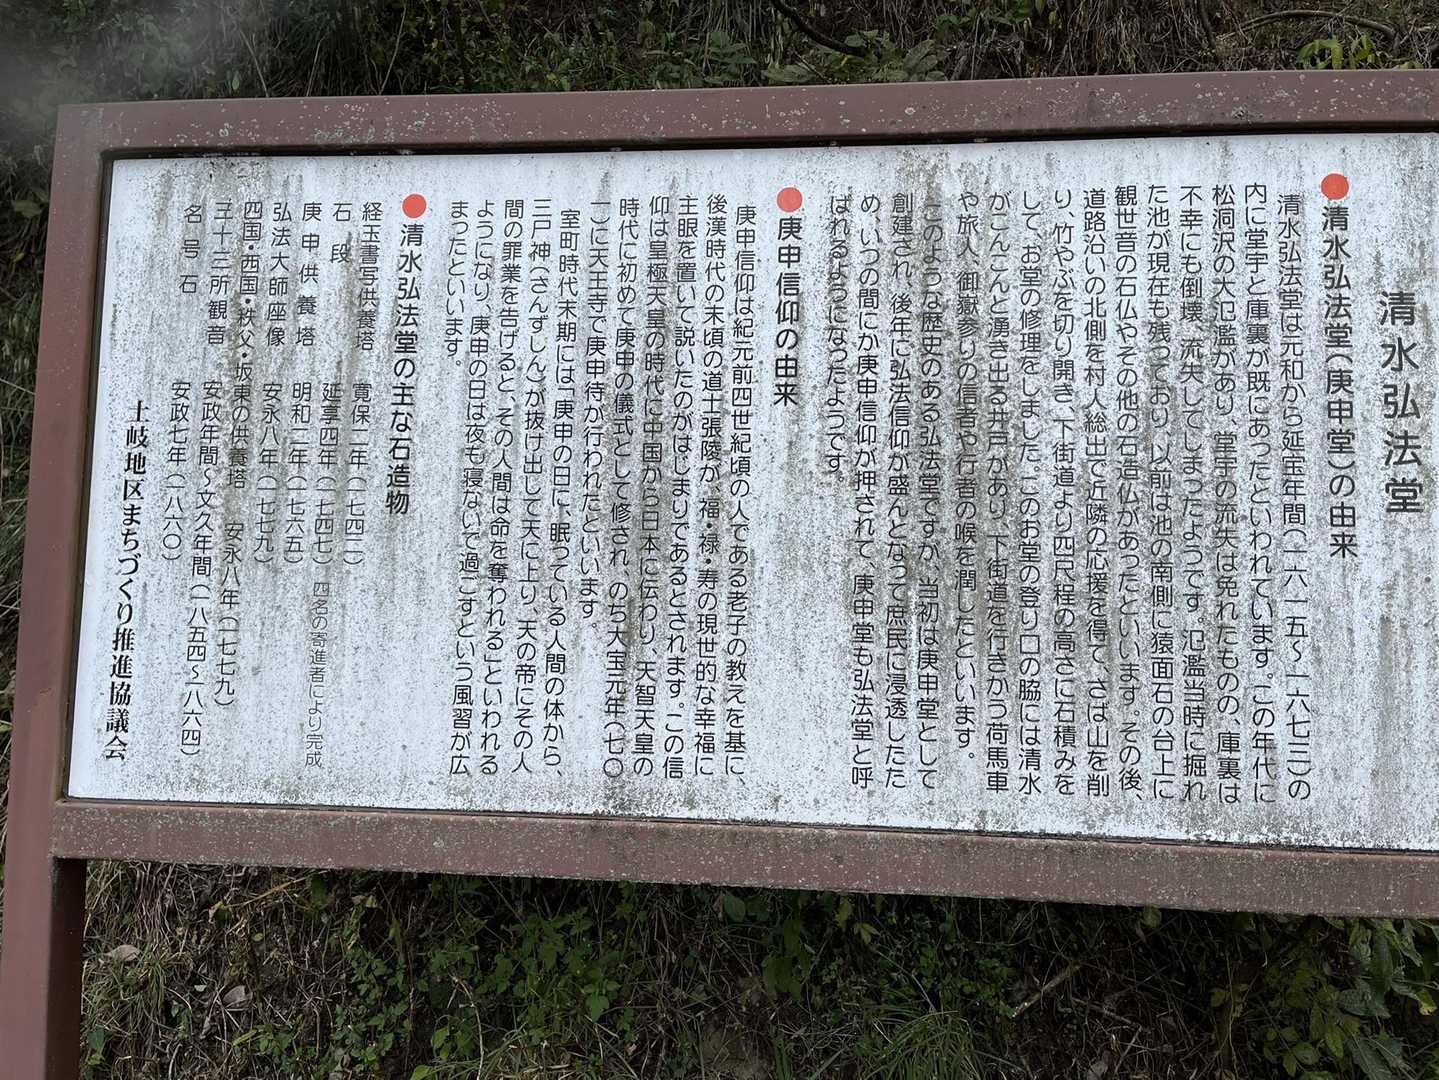 清水弘法堂
●清水弘法堂(庚申堂)の由来
清水弘法堂は元和から延宝年間(一六一五〜一六七三)の
内に堂宇と庫裏が既にあったといわれています。この年代に
松洞沢の大氾濫があり、堂宇の流失は免れたものの、庫裏は
不幸にも倒壊、流失してしまったようです。氾濫当時に掘れ
た池が現在も残っており、以前は池の南側に猿面石の台上に
観世音の石仏やその他の石造仏があったといいます。その後、
道路沿いの北側を村人総出で近隣の応援を得て、さば山を削
り、竹やぶを切り開き、下街道より四尺程の高さに石積みを
して、お堂の修理をしました。このお堂の登り口の脇には清水
がこんこんと湧き出る井戸があり、下街道を行きかう荷馬車
や旅人、御嶽参りの信者や行者の喉を潤したといいます。
このような歴史のある弘法堂ですが、当初は庚申堂として
創建され、後年に弘法信仰が盛んとなって庶民に浸透したた
め、いつの間にか庚申信仰が押されて、庚申堂も弘法堂と呼
ばれるようになったようです。
●庚申信仰の由来
庚申信仰は紀元前四世紀頃の人である老子の教えを基に、
後漢時代の末頃の道士張陵が、福・禄・寿の現世的な幸福に
主眼を置いて説いたのがはじまりであるとされます。この信
仰は皇極天皇の時代に中国から日本に伝わり、天智天皇の
時代に初めて庚申の儀式として修され、のち大宝元年(七〇
一)に天王寺で庚申待が行われたといいます。
室町時代末期には「庚申の日に、眠っている人間の体から、
三尸神(さんずしん)が抜け出して天に上り、天の帝にその人
間の罪業を告げると、その人間は命を奪われる」といわれる
ようになり、庚申の日は夜も寝ないで過ごすという風習が広
まったといいます。
●清水弘法堂の主な石造物
経王書写供養塔 寛保二年(一七四二)
石段 延享四年(一七四七) 四名の寄進者により完成
庚申供養塔 明和二年(一七六五)
弘法大師座像 安永八年(一七七九)
四国・西国・秩父・坂東の供養塔 安永八年(一七七九)
三十三所観音 安政年間〜文久年間(一八五四〜一八六四)
名号石 安政七年(一八六〇)
土岐地区まちづくり推進協議会